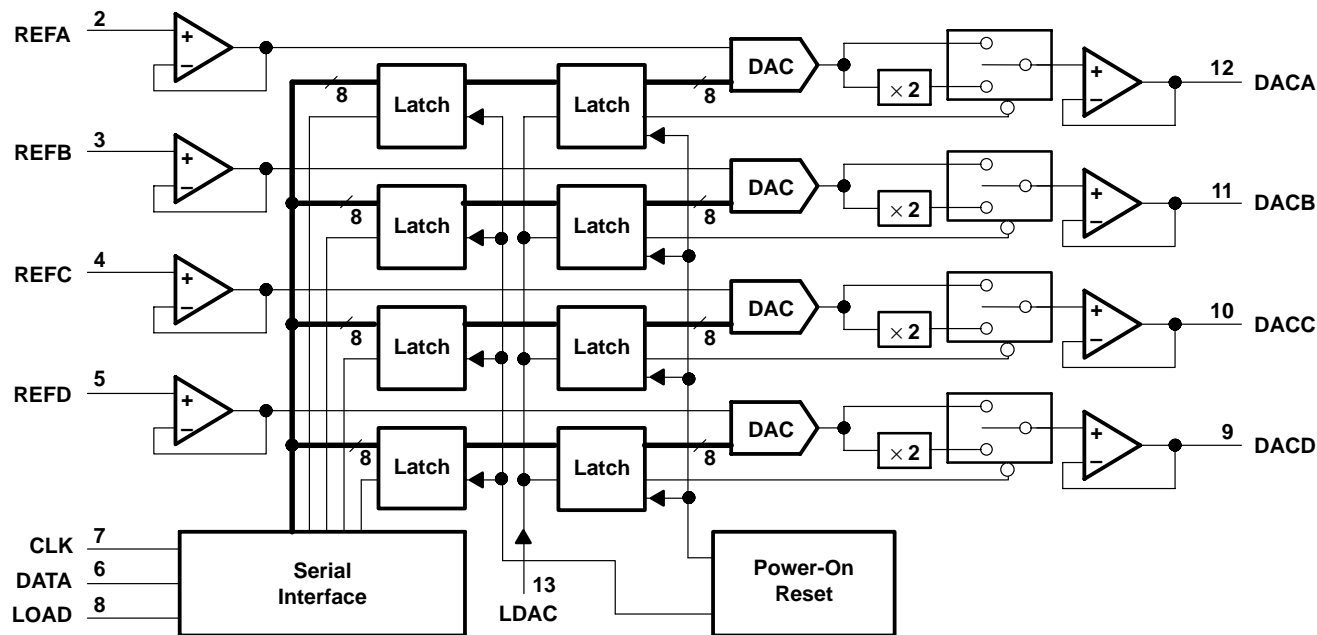 REFA 2 + − DAC × 2 + − 12 DACA
8 Latch Latch 8
REFB 3 + − DAC × 2 + − 11 DACB
8 Latch Latch 8
REFC 4 + − DAC × 2 + − 10 DACC
8 Latch Latch 8
REFD 5 + − DAC × 2 + − 9 DACD
8 Latch Latch 8
CLK 7
DATA 6
LOAD 8
Serial
Interface
13
LDAC
Power-On
Reset